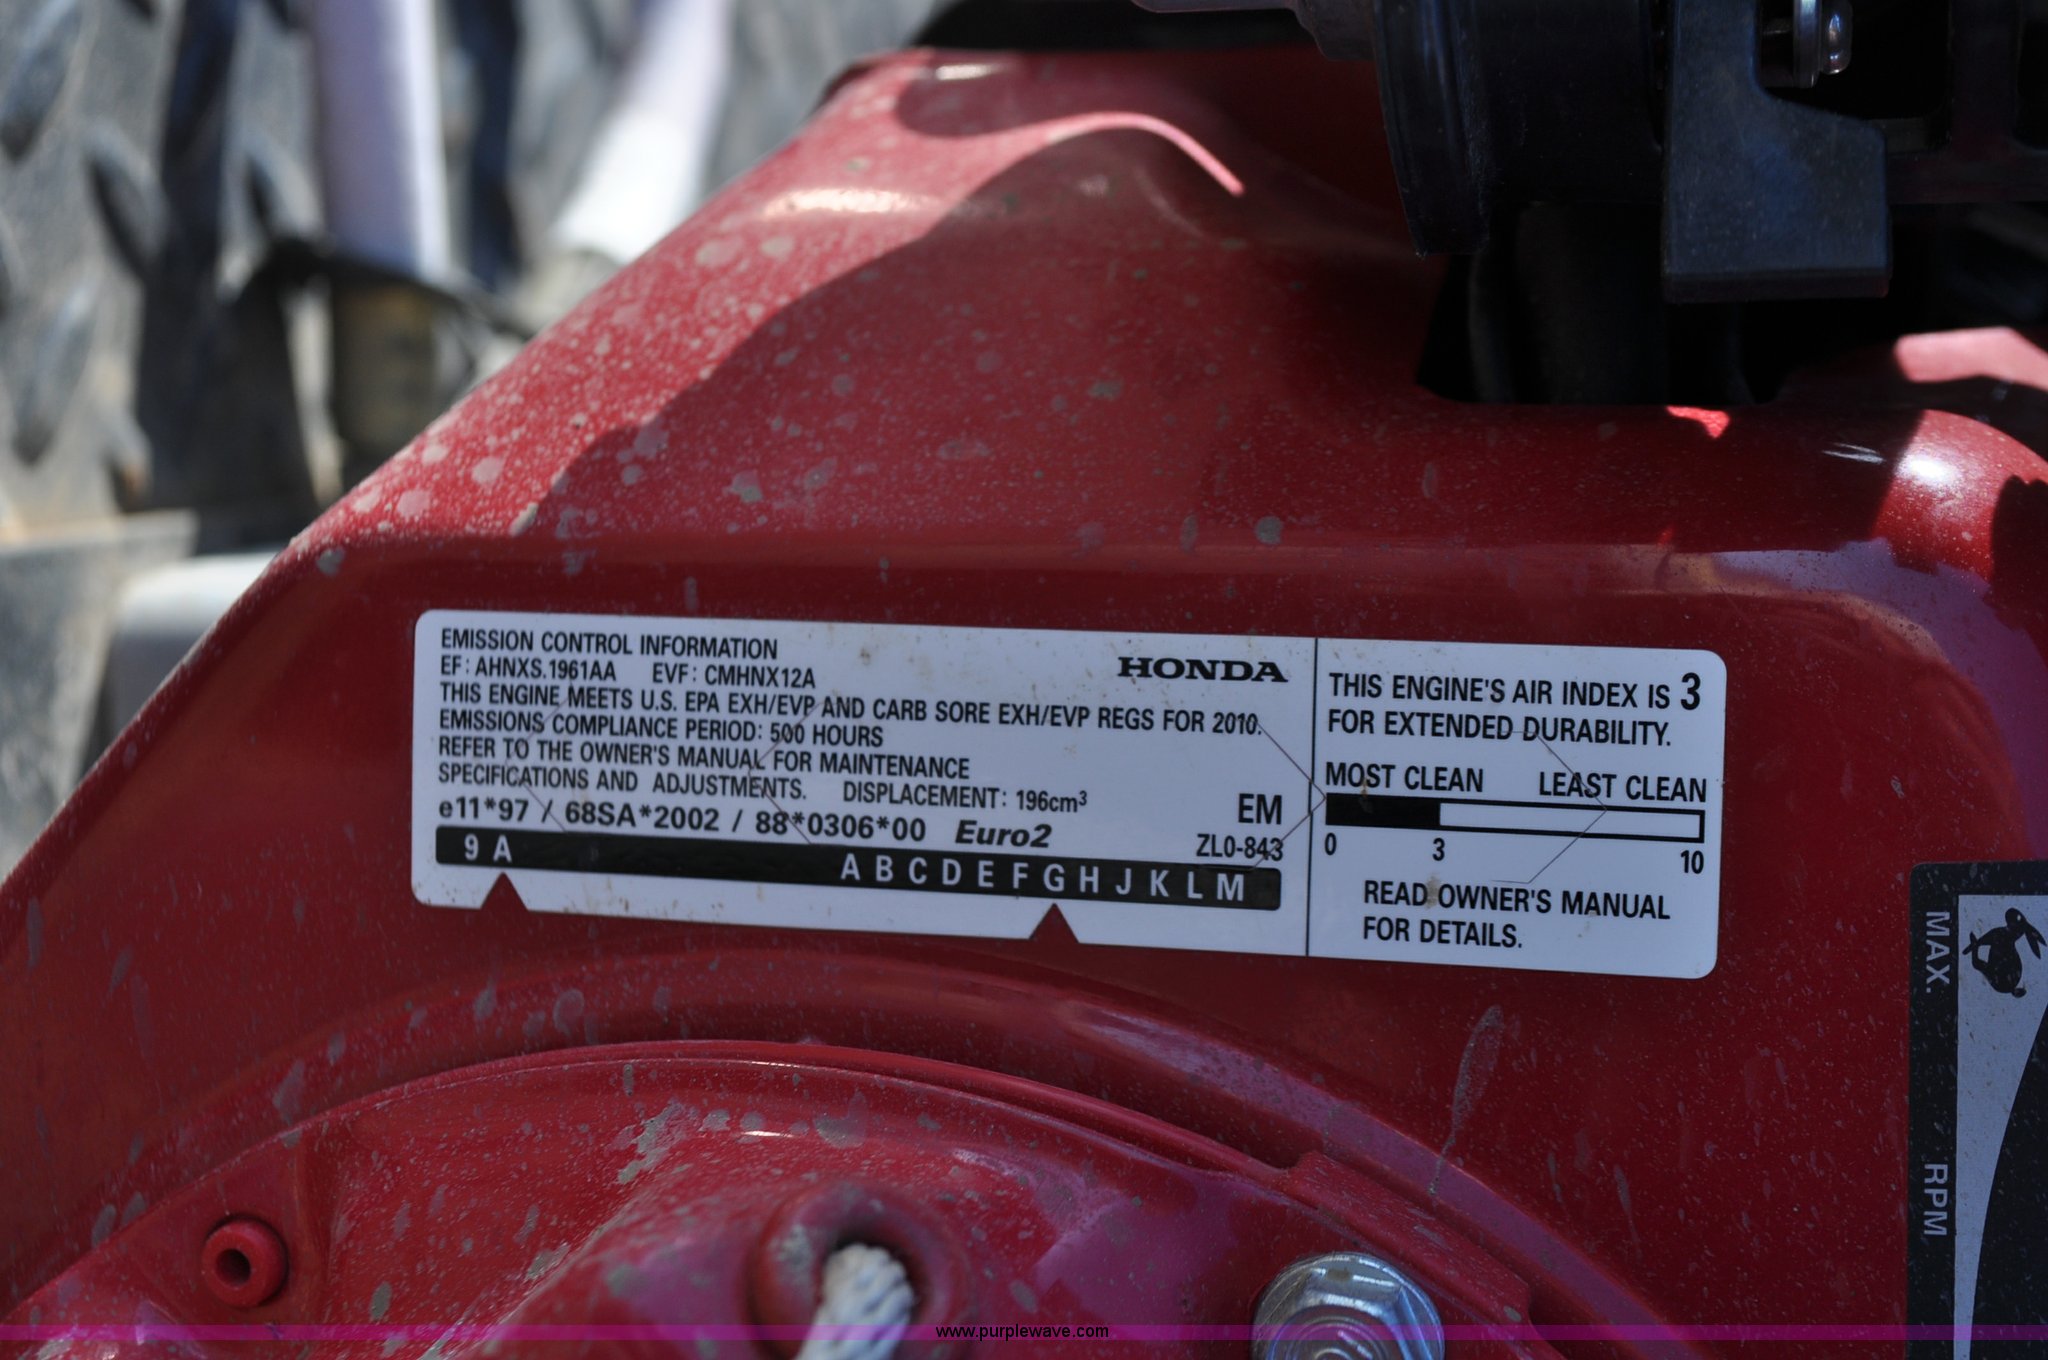 EMISSION CONTROL INFORMATION
EF: AHNXS.1961AA EVF: CMHNX12A
HONDA
THIS ENGINE MEETS U.S. EPA EXH/EVP AND CARB SORE EXH/EVP REGS FOR 2010.
EMISSIONS COMPLIANCE PERIOD: 500 HOURS
REFER TO THE OWNER'S MANUAL FOR MAINTENANCE
SPECIFICATIONS AND ADJUSTMENTS. DISPLACEMENT: 196cm³
EM
e11*97 / 68SA*2002 / 88*0306*00 Euro2
ZL0-843
9 A A B C D E F G H J K L M
THIS ENGINE'S AIR INDEX IS 3
FOR EXTENDED DURABILITY.
MOST CLEAN LEAST CLEAN
0 3 10
READ OWNER'S MANUAL
FOR DETAILS.
MAX. RPM
www.purplewave.com